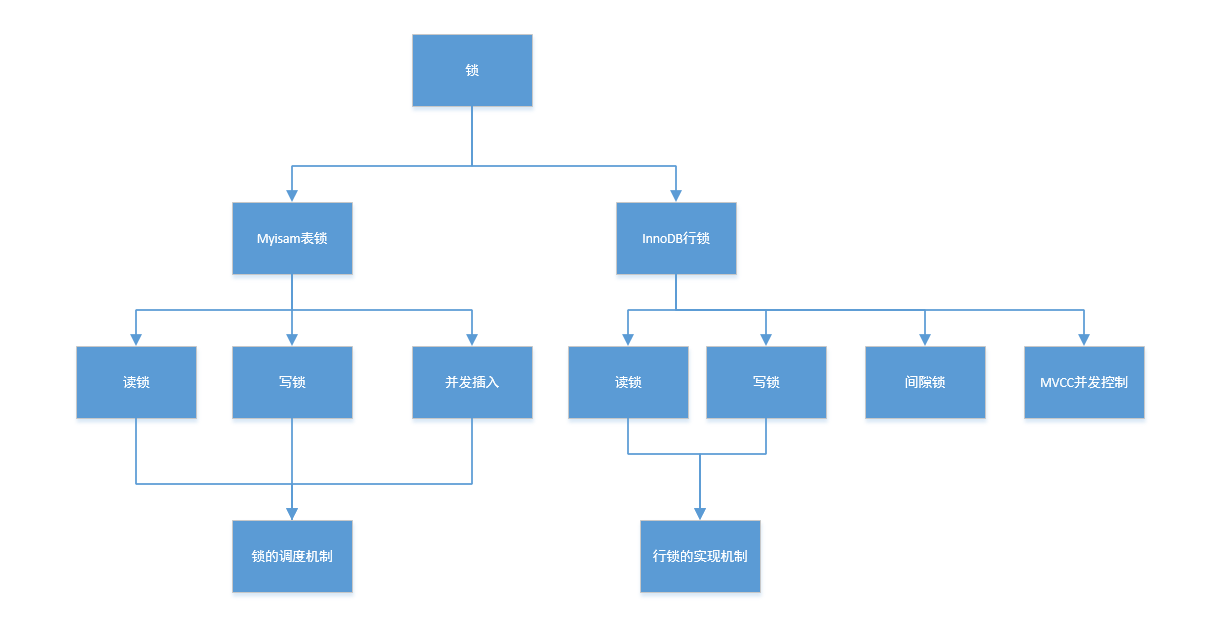 锁
Myisam表锁
InnoDB行锁
读锁
写锁
并发插入
读锁
写锁
间隙锁
MVCC并发控制
锁的调度机制
行锁的实现机制